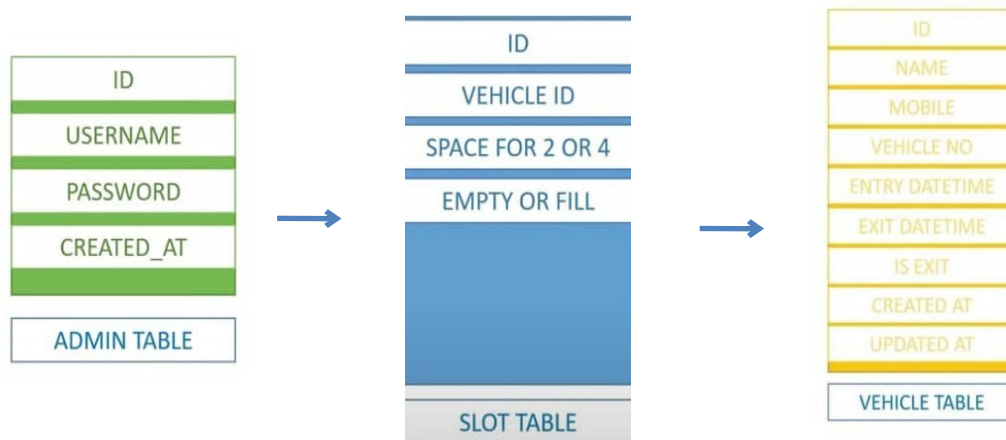 ID
USERNAME
PASSWORD
CREATED_AT
ADMIN TABLE
ID
VEHICLE ID
SPACE FOR 2 OR 4
EMPTY OR FILL
SLOT TABLE
ID
NAME
MOBILE
VEHICLE NO
ENTRY DATETIME
EXIT DATETIME
IS EXIT
CREATED AT
UPDATED AT
VEHICLE TABLE